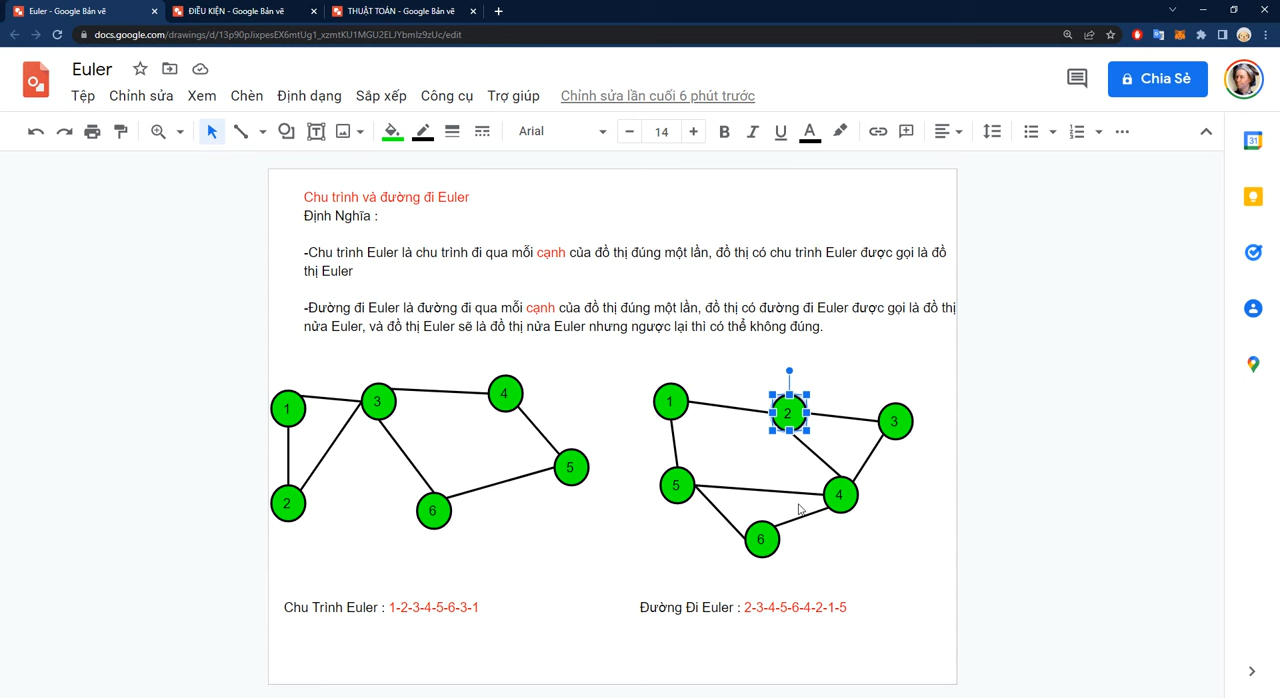 Euler - Google Bản vẽ
ĐIỀU KIỆN - Google Bản vẽ
THUẬT TOÁN - Google Bản vẽ
docs.google.com/drawings/d/13p90pJixpesEX6mtUg1_xzmtKU1MGU2ELJYbmIz9zUc/edit
Euler
Chia Sẻ
Tệp Chỉnh sửa Xem Chèn Định dạng Sắp xếp Công cụ Trợ giúp Chỉnh sửa lần cuối 6 phút trước
Arial
14
B I U A
31
Chu trình và đường đi Euler
Định Nghĩa :
-Chu trình Euler là chu trình đi qua mỗi cạnh của đồ thị đúng một lần, đồ thị có chu trình Euler được gọi là đồ
thị Euler
-Đường đi Euler là đường đi qua mỗi cạnh của đồ thị đúng một lần, đồ thị có đường đi Euler được gọi là đồ thị
nửa Euler, và đồ thị Euler sẽ là đồ thị nửa Euler nhưng ngược lại thì có thể không đúng.
1
3
4
2
5
6
1
2
3
5
4
6
Chu Trình Euler : 1-2-3-4-5-6-3-1
Đường Đi Euler : 2-3-4-5-6-4-2-1-5